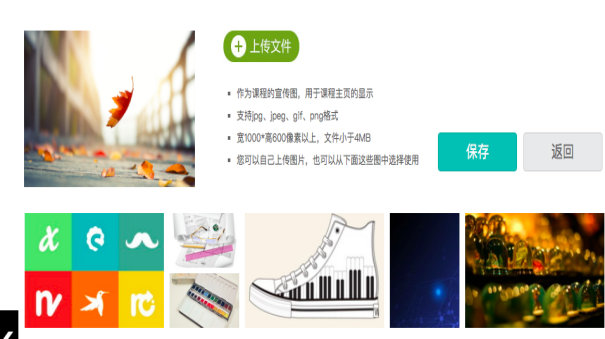 上传文件
作为课程的宣传图，用于课程主页的显示
支持jpg、jpeg、gif、png格式
宽1000*高600像素以上，文件小于4MB
您可以自己上传图片，也可以从下面这些图中选择使用
保存
返回